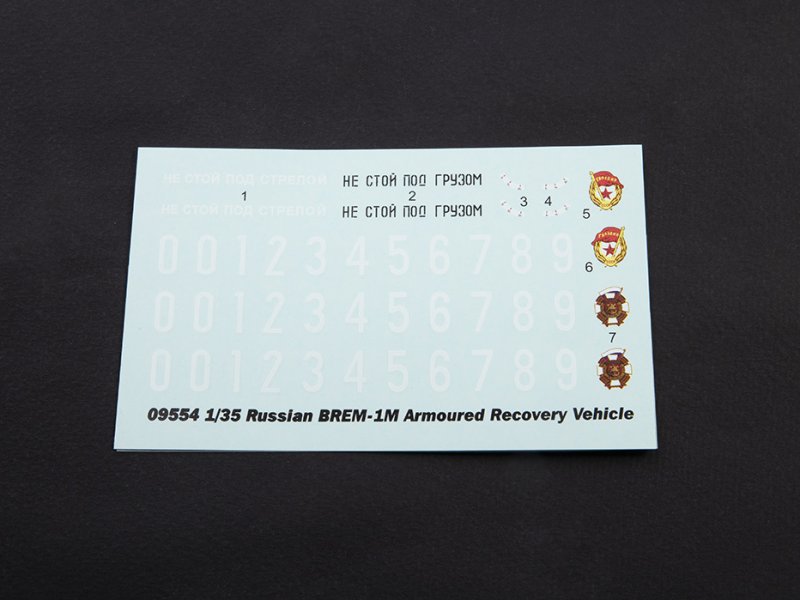 НЕ СТОЙ ПОД СТРЕЛОЙ
НЕ СТОЙ ПОД ГРУЗОМ
1
2
3
4
5
НЕ СТОЙ ПОД СТРЕЛОЙ
НЕ СТОЙ ПОД ГРУЗОМ
0 0 1 2 3 4 5 6 7 8 9
6
0 0 1 2 3 4 5 6 7 8 9
7
0 0 1 2 3 4 5 6 7 8 9
09554 1/35 Russian BREM-1M Armoured Recovery Vehicle